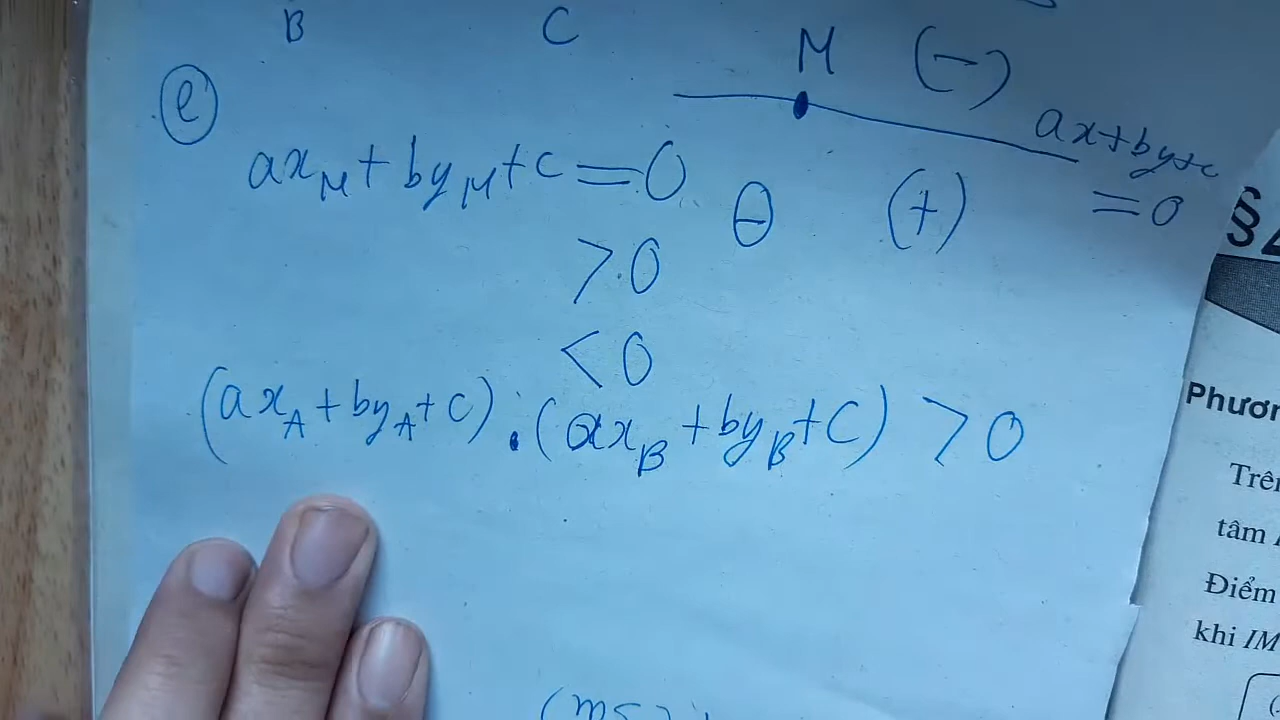 B C M (−)
(e)
ax_M + by_M + c = 0
ax+by+c
= 0
θ (+)
> 0
< 0
(ax_A + by_A + c) . (ax_B + by_B + c) > 0
Phươn
Trên
tâm
Điểm
khi IM